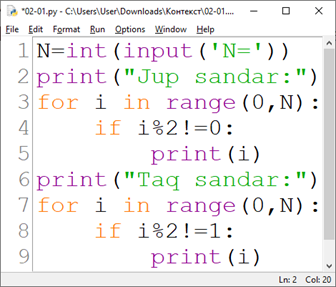 *02-01.py - C:\Users\User\Downloads\Контекст\02-01....
File Edit Format Run Options Window Help
1 N=int(input('N='))
2 print("Jup sandar:")
3 for i in range(0,N):
4     if i%2!=0:
5         print(i)
6 print("Taq sandar:")
7 for i in range(0,N):
8     if i%2!=1:
9         print(i)
Ln: 2 Col: 20